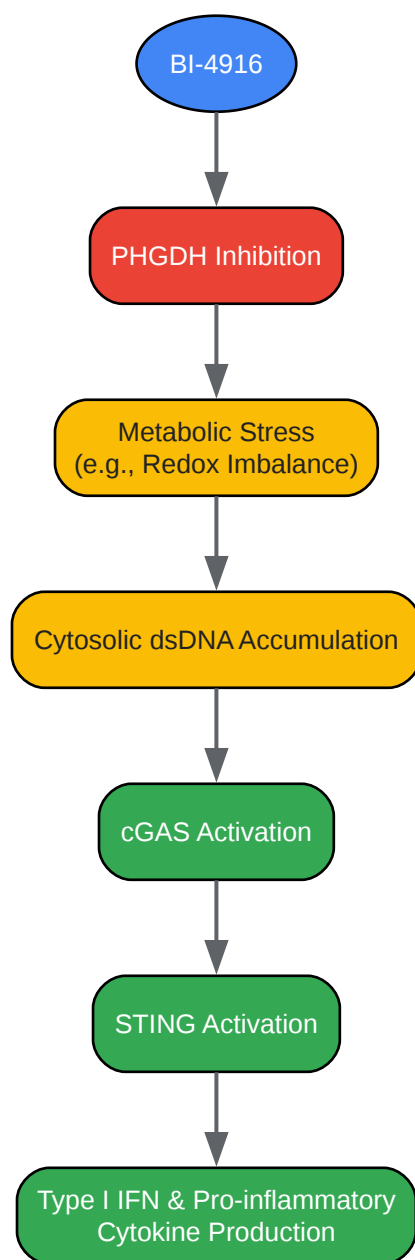 BI-4916
PHGDH Inhibition
Metabolic Stress
(e.g., Redox Imbalance)
Cytosolic dsDNA Accumulation
cGAS Activation
STING Activation
Type I IFN & Pro-inflammatory
Cytokine Production